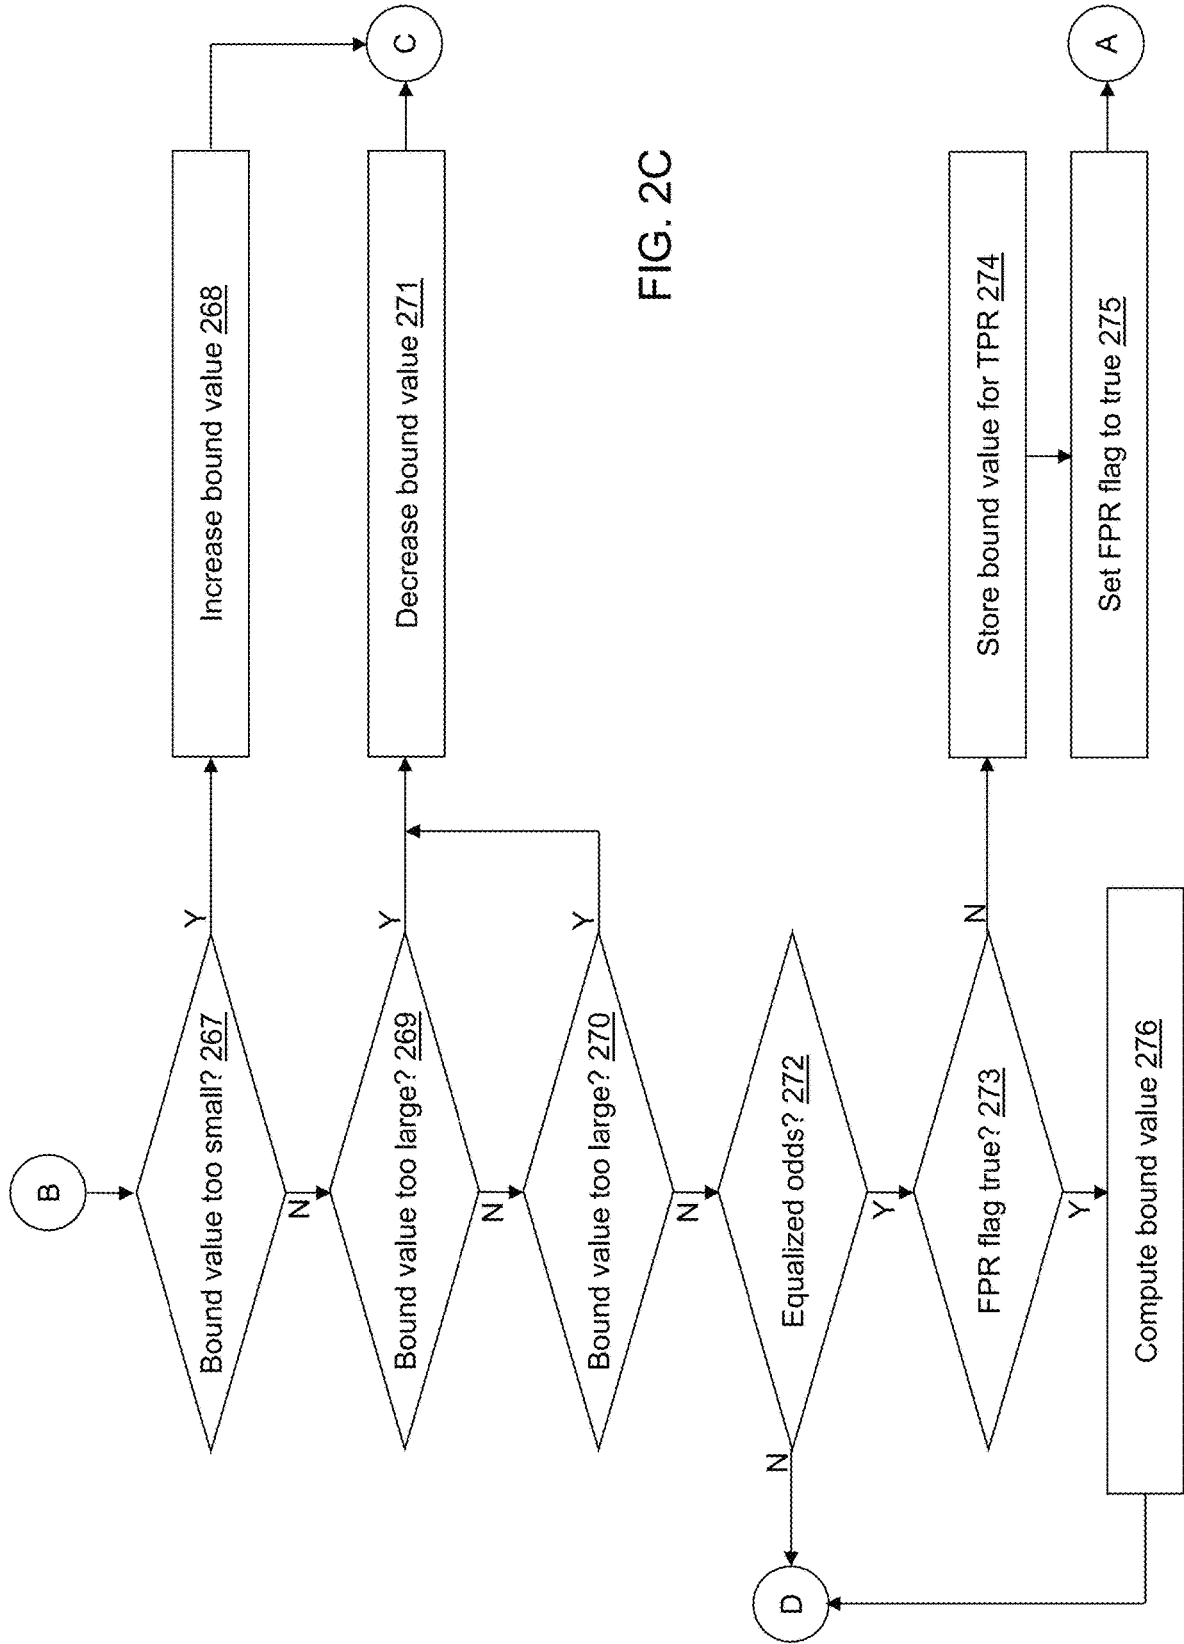 B
Bound value too small? 267
Y
Increase bound value 268
C
N
Bound value too large? 269
Y
Decrease bound value 271
N
Bound value too large? 270
Y
N
Equalized odds? 272
N
D
Y
FPR flag true? 273
N
Store bound value for TPR 274
Set FPR flag to true 275
A
Y
Compute bound value 276
FIG. 2C